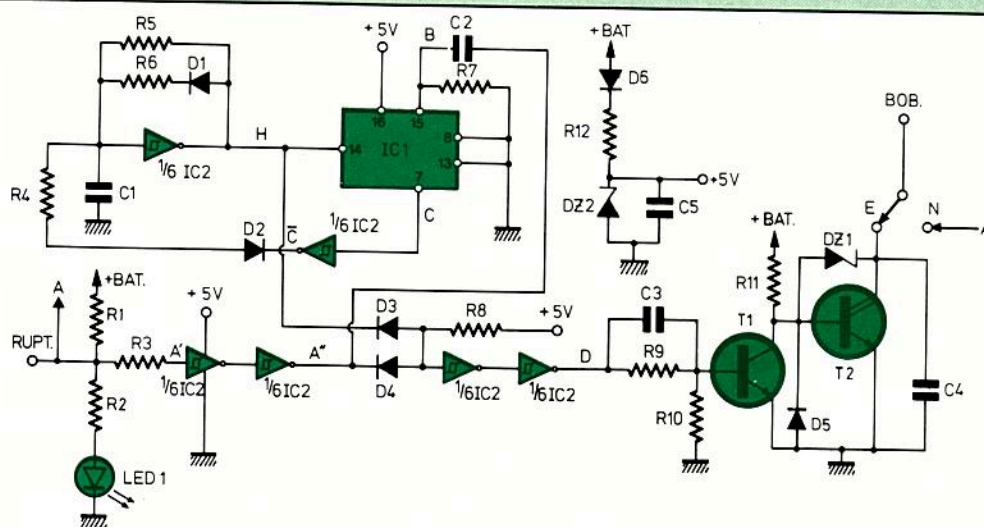 R5
R6 D1
R4
C1
1/6 IC2
H
+5V
B
C2
R7
16
15
14
IC1
8
13
7
C
1/6 IC2
C̅
D2
+BAT
D6
R12
DZ2
C5
+5V
BOB.
E
N
A
+BAT.
R11
DZ1
T1
T2
C4
D5
A
+BAT.
R1
RUPT.
R3
A'
+5V
1/6 IC2
1/6IC2
A"
R2
LED 1
D3
D4
R8
+5V
1/6IC2
1/6IC2
D
C3
R9
R10